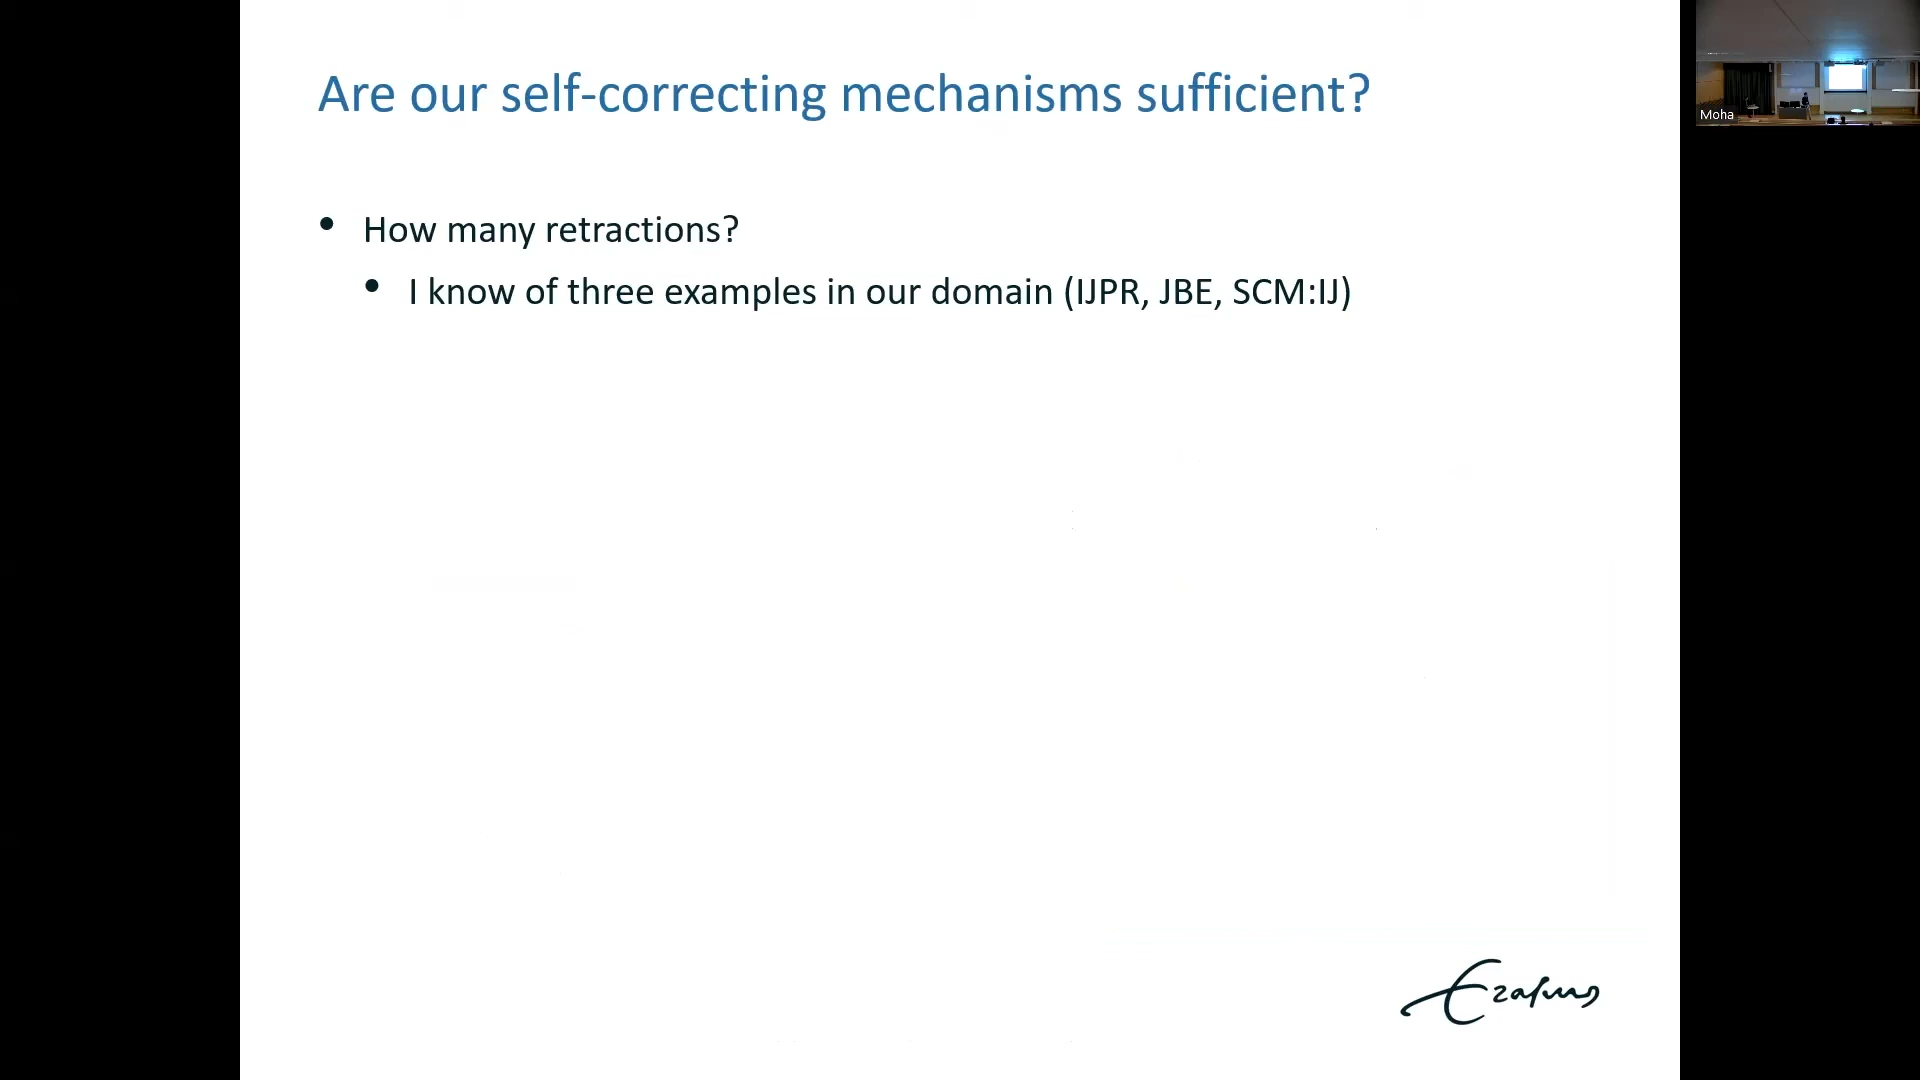 Are our self-correcting mechanisms sufficient?
• How many retractions?
• I know of three examples in our domain (IJPR, JBE, SCM:IJ)
Erasmus
Moha